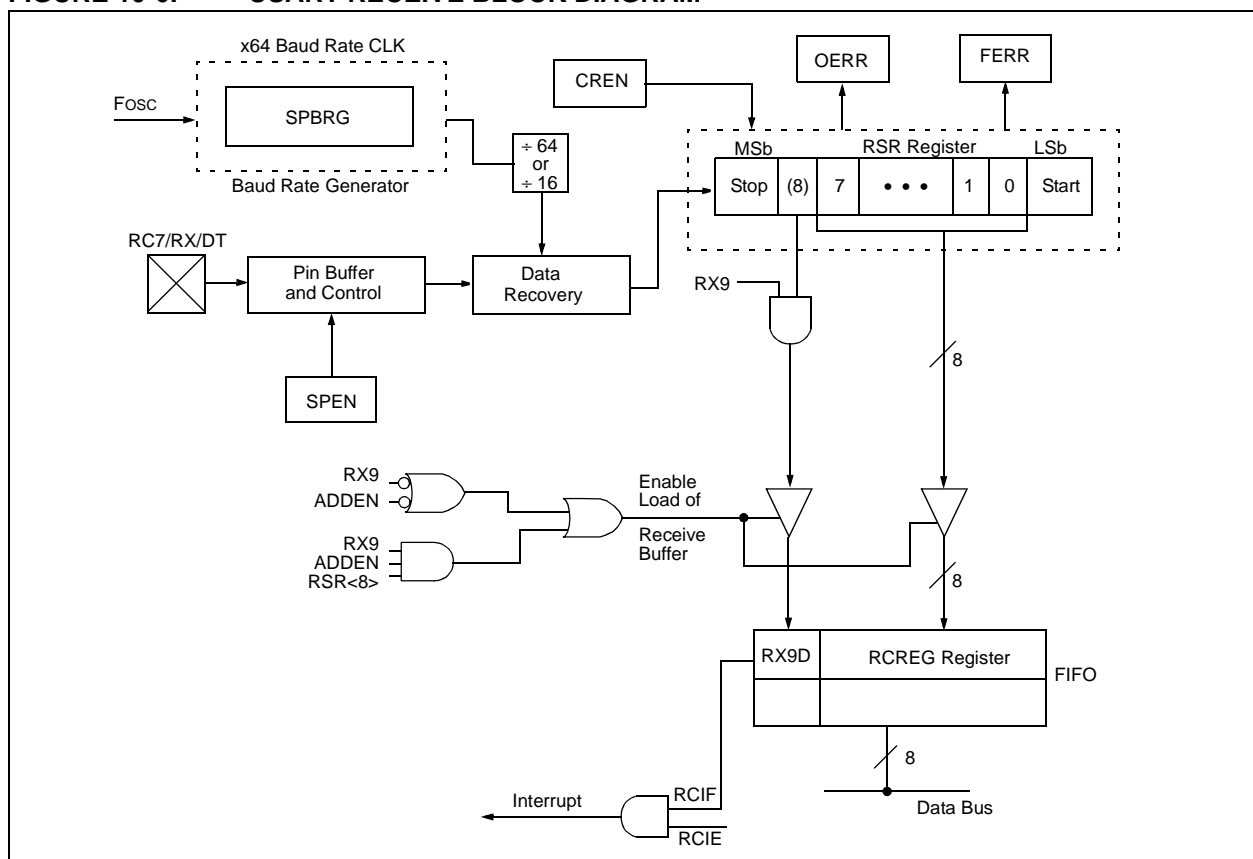 x64 Baud Rate CLK
FOSC
SPBRG
Baud Rate Generator
÷ 64
or
÷ 16
CREN
OERR
FERR
MSb
RSR Register
LSb
Stop (8) 7 • • • 1 0 Start
RC7/RX/DT
Pin Buffer
and Control
Data
Recovery
SPEN
RX9
8
RX9
ADDEN
RX9
ADDEN
RSR<8>
Enable
Load of
Receive
Buffer
8
RX9D
RCREG Register
FIFO
8
Data Bus
Interrupt
RCIF
RCIE